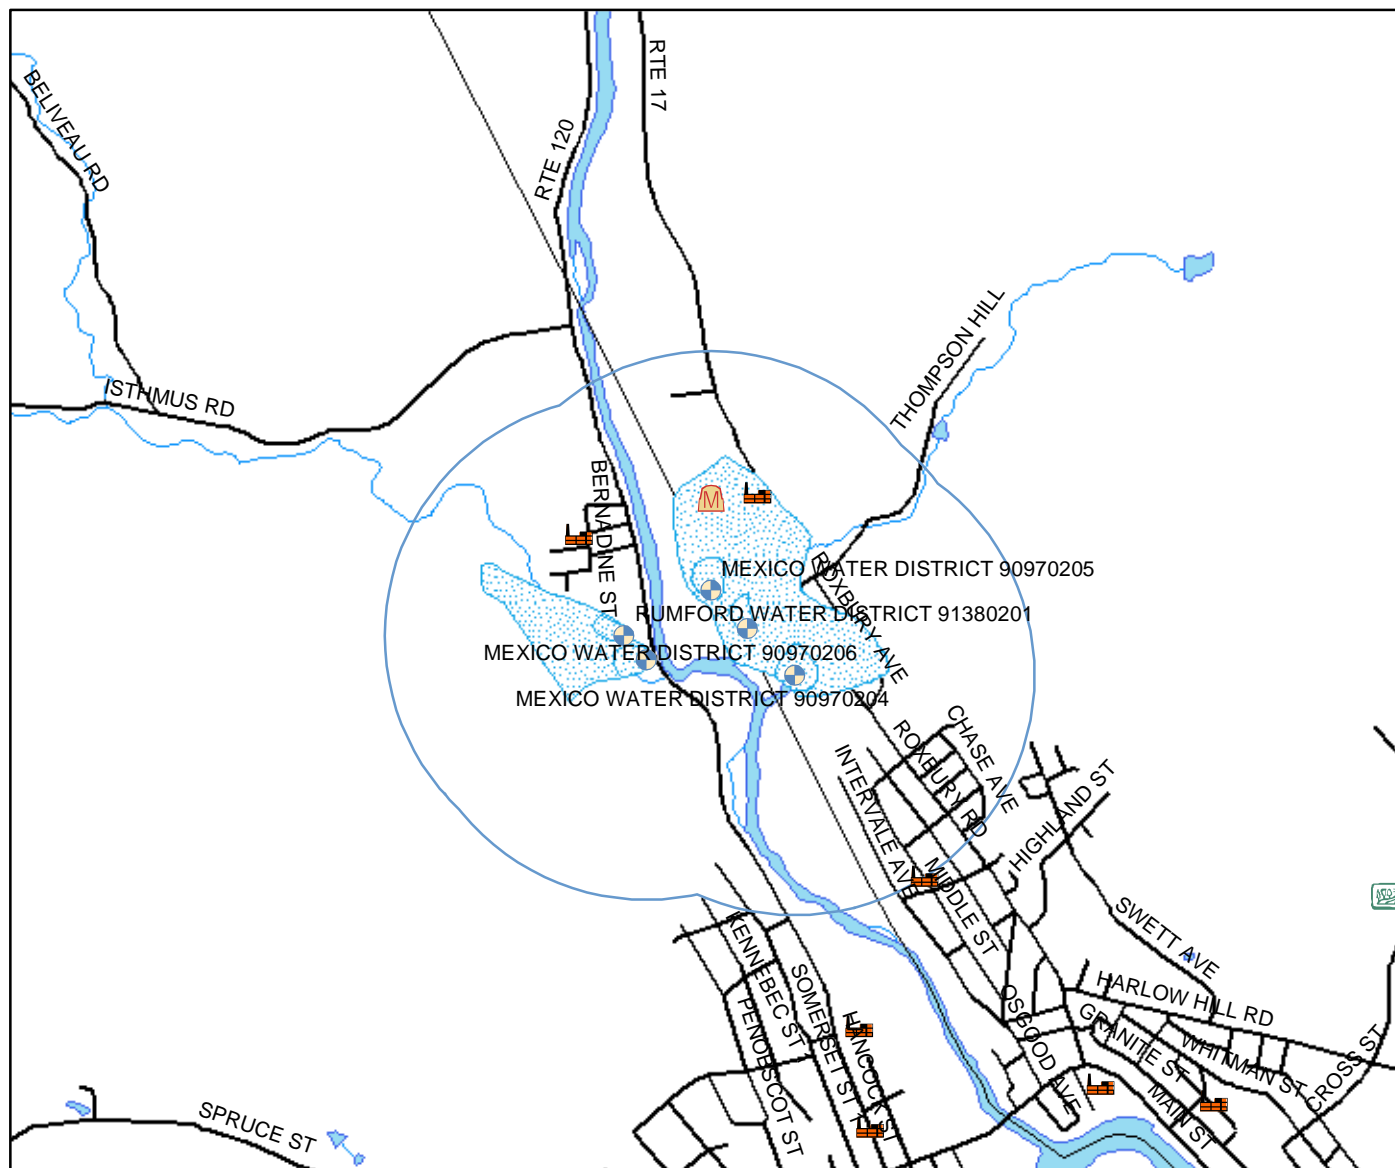 RTE 17
BELIVEAU RD
RTE 120
THOMPSON HILL
ISTHMUS RD
BERNADINE ST
M
MEXICO WATER DISTRICT 90970205
ROXBURY AVE
RUMFORD WATER DISTRICT 91380201
MEXICO WATER DISTRICT 90970206
MEXICO WATER DISTRICT 90970204
CHASE AVE
ROXBURY RD
INTERVALE AVE
HIGHLAND ST
MIDDLE ST
SWETT AVE
KENNEBEC ST
SOMERSET ST
PENOBSCOT ST
HANCOCK ST
OSGOOD AVE
HARLOW HILL RD
GRANITE ST
WHITMAN ST
CROSS ST
MAIN ST
SPRUCE ST